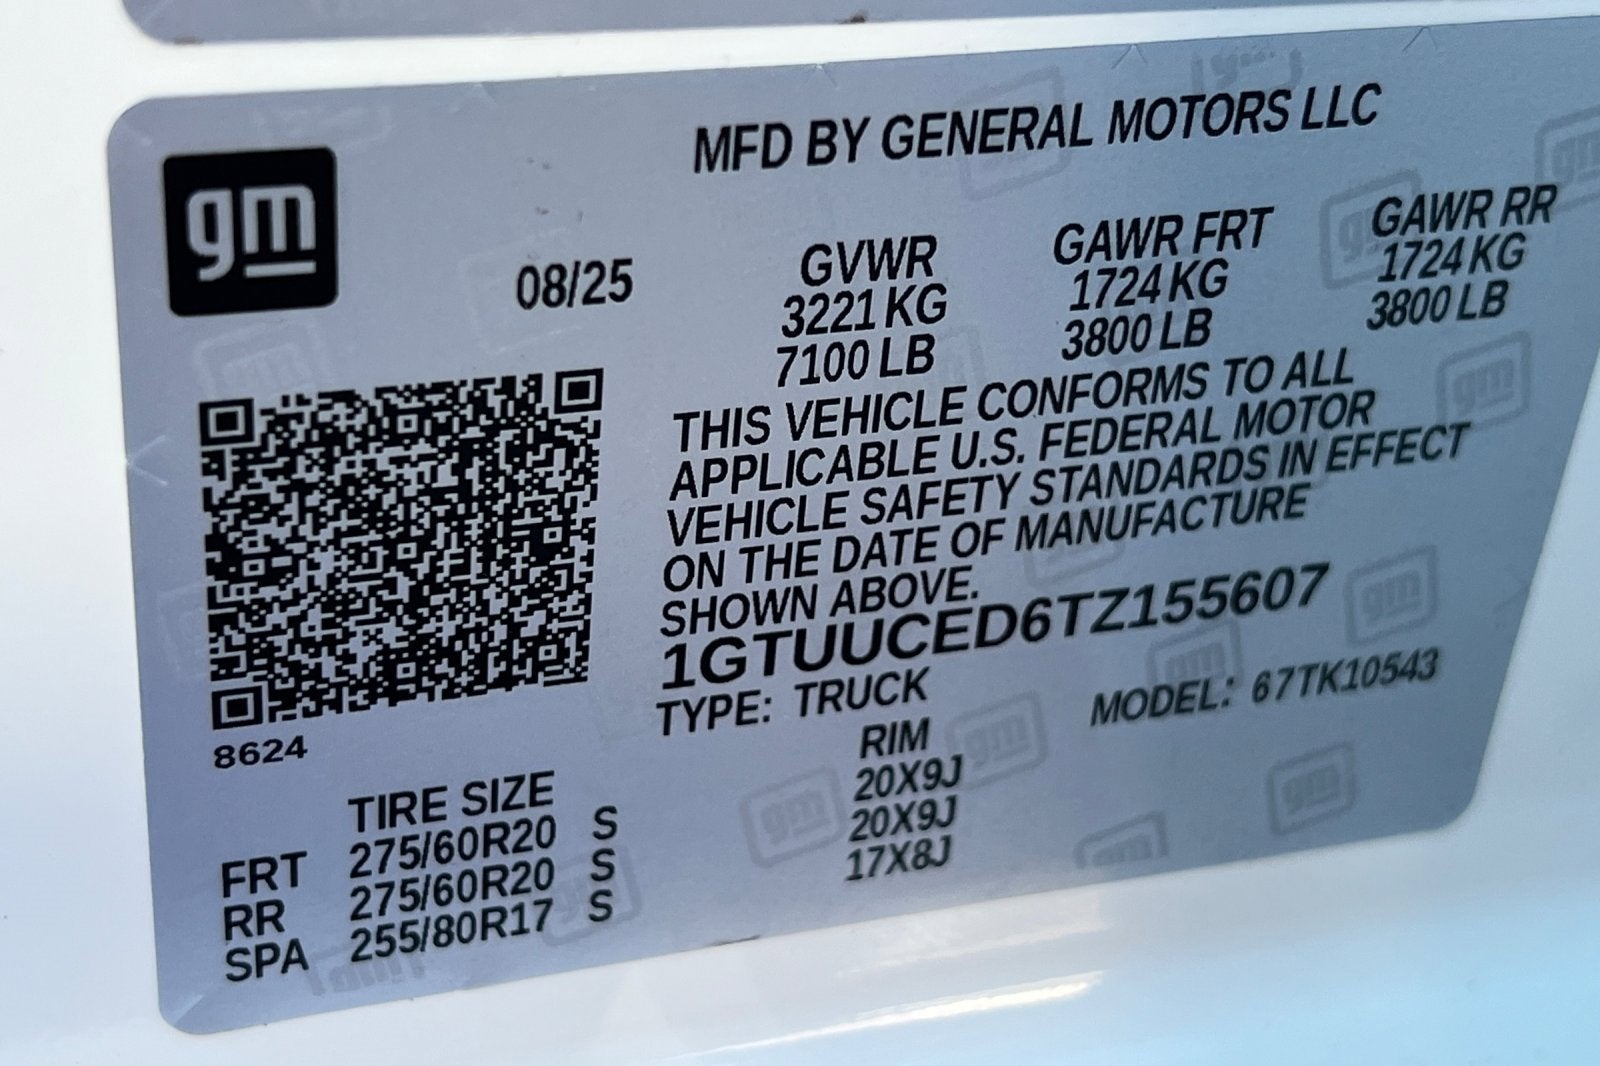 gm
MFD BY GENERAL MOTORS LLC
08/25
GVWR GAWR FRT GAWR RR
3221 KG 1724 KG 1724 KG
7100 LB 3800 LB 3800 LB
THIS VEHICLE CONFORMS TO ALL
APPLICABLE U.S. FEDERAL MOTOR
VEHICLE SAFETY STANDARDS IN EFFECT
ON THE DATE OF MANUFACTURE
SHOWN ABOVE.
1GTUUCED6TZ155607
TYPE: TRUCK MODEL: 67TK10543
8624
TIRE SIZE RIM
FRT 275/60R20 S 20X9J
RR 275/60R20 S 20X9J
SPA 255/80R17 S 17X8J